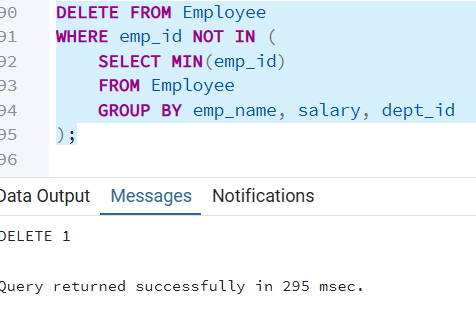 90 DELETE FROM Employee
91 WHERE emp_id NOT IN (
92 SELECT MIN(emp_id)
93 FROM Employee
94 GROUP BY emp_name, salary, dept_id
95 );
96
Data Output Messages Notifications
DELETE 1
Query returned successfully in 295 msec.